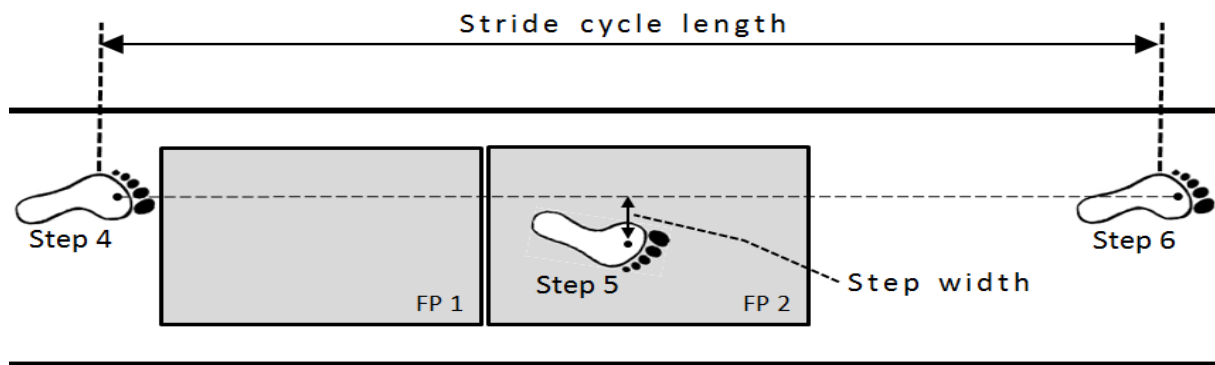 Stride cycle length
Step 4
Step 6
Step 5
FP 1
FP 2
Step width